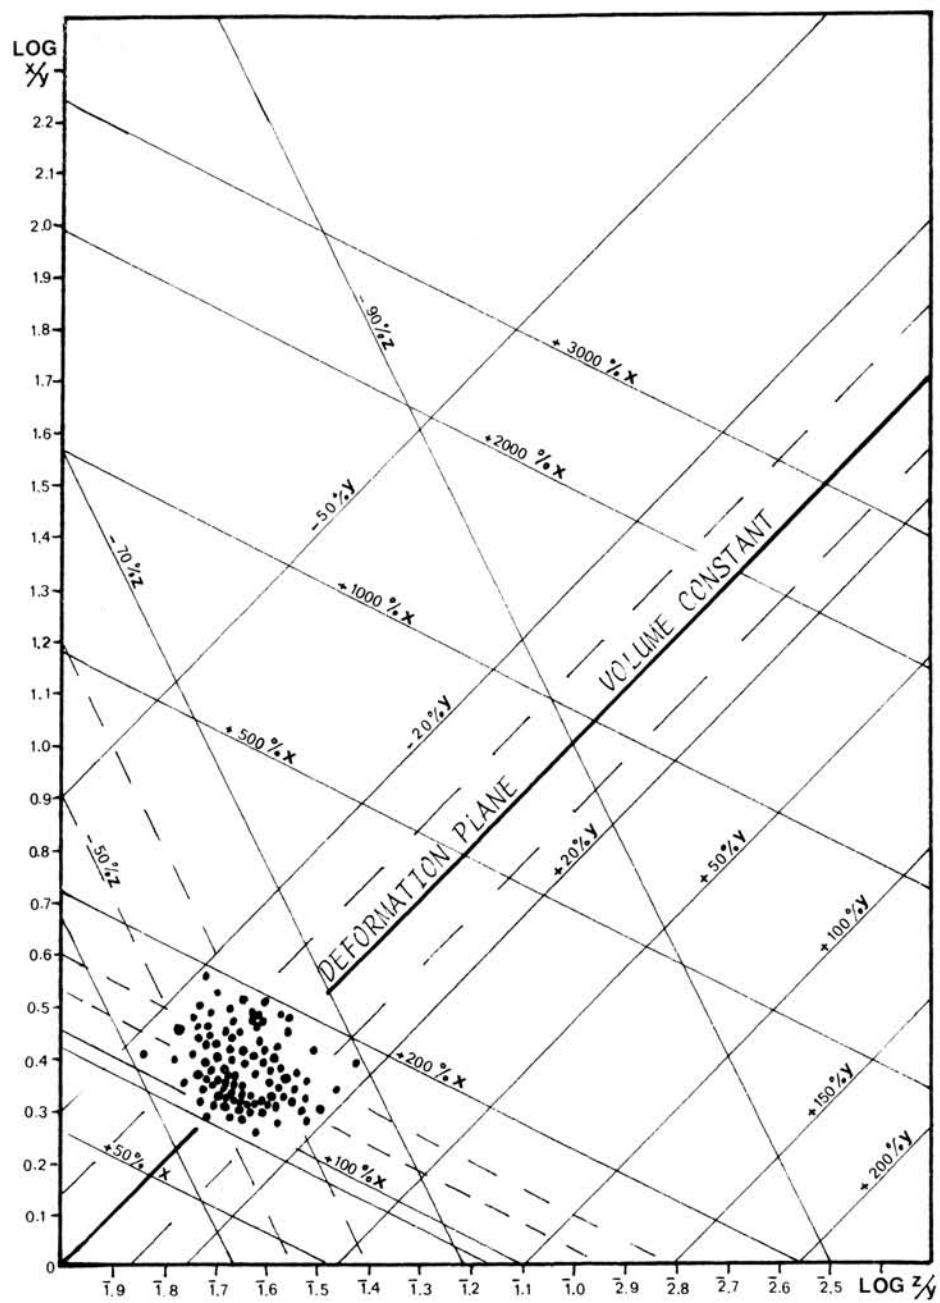 LOG
x/y
2.2
2.1
2.0
1.9
1.8
1.7
1.6
1.5
1.4
1.3
1.2
1.1
1.0
0.9
0.8
0.7
0.6
0.5
0.4
0.3
0.2
0.1
0
- 90%z
+ 3000 % x
+2000 % x
- 50%y
- 70%z
+1000 % x
VOLUME CONSTANT
- 20%y
+ 500 % x
DEFORMATION PLANE
+ 20%y
+ 50%y
- 50%z
+ 100%y
+200 % x
+ 150%y
+50% x
+100 % x
+ 200%y
1̄.9 1̄.8 1̄.7 1̄.6 1̄.5 1̄.4 1̄.3 1̄.2 1̄.1 1̄.0 2̄.9 2̄.8 2̄.7 2̄.6 2̄.5 LOG z/y